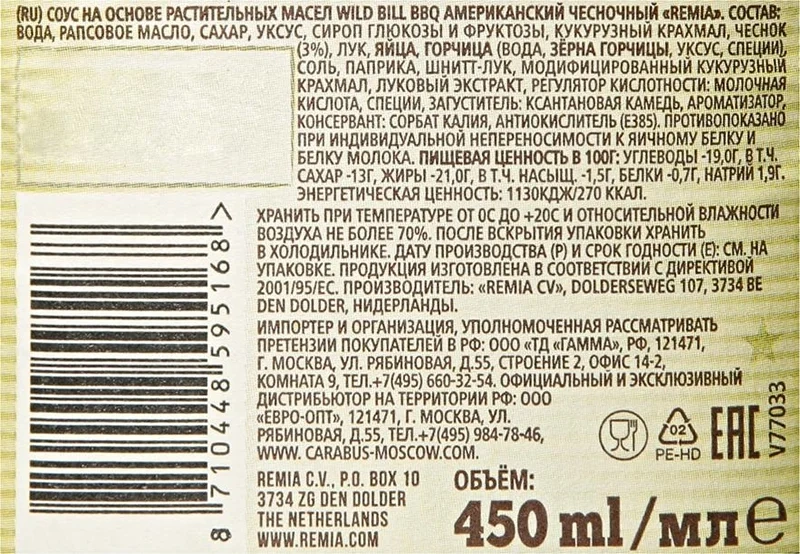 (RU) СОУС НА ОСНОВЕ РАСТИТЕЛЬНЫХ МАСЕЛ WILD BILL BBQ АМЕРИКАНСКИЙ ЧЕСНОЧНЫЙ «REMIA». СОСТАВ:
ВОДА, РАПСОВОЕ МАСЛО, САХАР, УКСУС, СИРОП ГЛЮКОЗЫ И ФРУКТОЗЫ, КУКУРУЗНЫЙ КРАХМАЛ, ЧЕСНОК
(3%), ЛУК, ЯЙЦА, ГОРЧИЦА (ВОДА, ЗЁРНА ГОРЧИЦЫ, УКСУС, СПЕЦИИ),
СОЛЬ, ПАПРИКА, ШНИТТ-ЛУК, МОДИФИЦИРОВАННЫЙ КУКУРУЗНЫЙ
КРАХМАЛ, ЛУКОВЫЙ ЭКСТРАКТ, РЕГУЛЯТОР КИСЛОТНОСТИ: МОЛОЧНАЯ
КИСЛОТА, СПЕЦИИ, ЗАГУСТИТЕЛЬ: КСАНТАНОВАЯ КАМЕДЬ, АРОМАТИЗАТОР,
КОНСЕРВАНТ: СОРБАТ КАЛИЯ, АНТИОКИСЛИТЕЛЬ (E385). ПРОТИВОПОКАЗАНО
ПРИ ИНДИВИДУАЛЬНОЙ НЕПЕРЕНОСИМОСТИ К ЯИЧНОМУ БЕЛКУ И
БЕЛКУ МОЛОКА. ПИЩЕВАЯ ЦЕННОСТЬ В 100Г: УГЛЕВОДЫ -19,0Г, В Т.Ч.
САХАР -13Г, ЖИРЫ -21,0Г, В Т.Ч. НАСЫЩ. -1,5Г, БЕЛКИ -0,7Г, НАТРИЙ 1,9Г.
ЭНЕРГЕТИЧЕСКАЯ ЦЕННОСТЬ: 1130КДЖ/270 ККАЛ.
ХРАНИТЬ ПРИ ТЕМПЕРАТУРЕ ОТ 0С ДО +20С И ОТНОСИТЕЛЬНОЙ ВЛАЖНОСТИ
ВОЗДУХА НЕ БОЛЕЕ 70%. ПОСЛЕ ВСКРЫТИЯ УПАКОВКИ ХРАНИТЬ
В ХОЛОДИЛЬНИКЕ. ДАТУ ПРОИЗВОДСТВА (P) И СРОК ГОДНОСТИ (E): СМ. НА
УПАКОВКЕ. ПРОДУКЦИЯ ИЗГОТОВЛЕНА В СООТВЕТСТВИИ С ДИРЕКТИВОЙ
2001/95/ЕС. ПРОИЗВОДИТЕЛЬ: «REMIA CV», DOLDERSEWEG 107, 3734 BE
DEN DOLDER, НИДЕРЛАНДЫ.
ИМПОРТЕР И ОРГАНИЗАЦИЯ, УПОЛНОМОЧЕННАЯ РАССМАТРИВАТЬ
ПРЕТЕНЗИИ ПОКУПАТЕЛЕЙ В РФ: ООО «ТД «ГАММА», РФ, 121471,
Г. МОСКВА, УЛ. РЯБИНОВАЯ, Д.55, СТРОЕНИЕ 2, ОФИС 14-2,
КОМНАТА 9, ТЕЛ.+7(495) 660-32-54. ОФИЦИАЛЬНЫЙ И ЭКСКЛЮЗИВНЫЙ
ДИСТРИБЬЮТОР НА ТЕРРИТОРИИ РФ: ООО
«ЕВРО-ОПТ», 121471, Г. МОСКВА, УЛ.
РЯБИНОВАЯ, Д.55, ТЕЛ.+7(495) 984-78-46,
WWW. CARABUS-MOSCOW.COM.
REMIA C.V., P.O. BOX 10
3734 ZG DEN DOLDER
THE NETHERLANDS
WWW.REMIA.COM
ОБЪЁМ:
450 ml/мл e
02
PE-HD
EAC
V77033
8 710448 595168 >